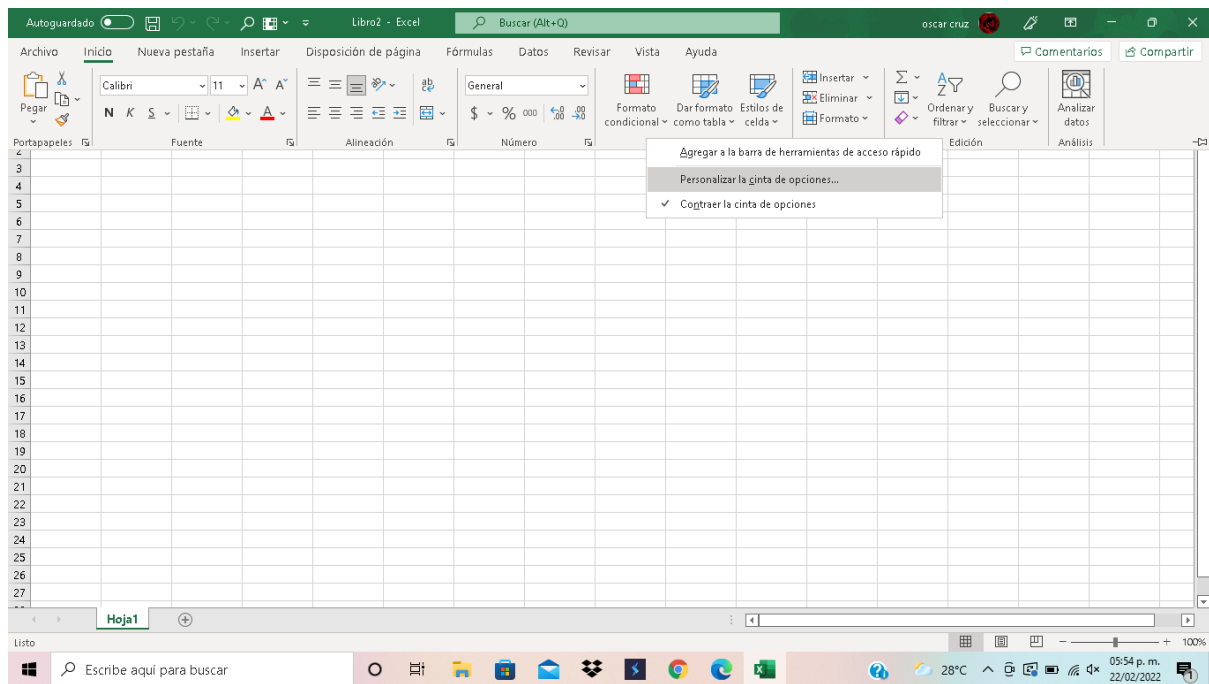 Autoguardado Libro2 - Excel Buscar (Alt+Q) oscar cruz
Archivo Inicio Nueva pestaña Insertar Disposición de página Fórmulas Datos Revisar Vista Ayuda Comentarios Compartir
Pegar
Calibri 11
N K S
ab
General
$ % 000
Formato condicional
Dar formato como tabla
Estilos de celda
Insertar
Eliminar
Formato
Ordenar y filtrar
Buscar y seleccionar
Analizar datos
Portapapeles Fuente Alineación Número Edición Análisis
Agregar a la barra de herramientas de acceso rápido
Personalizar la cinta de opciones...
Contraer la cinta de opciones
3
4
5
6
7
8
9
10
11
12
13
14
15
16
17
18
19
20
21
22
23
24
25
26
27
Hoja1
Listo 100%
Escribe aquí para buscar 28°C 05:54 p. m.
22/02/2022